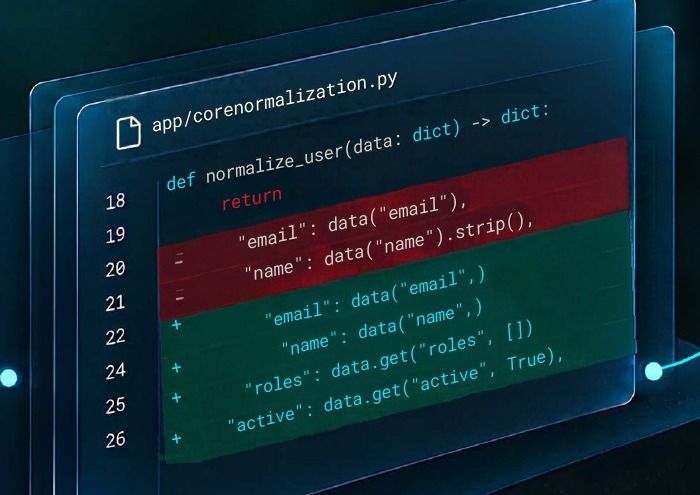 app/corenormalization.py
18 def normalize_user(data: dict) -> dict:
19 return
20 - "email": data("email"),
21 - "name": data("name").strip(),
22 + "email": data("email",)
24 + "name": data("name",)
25 + "roles": data.get("roles", [])
26 + "active": data.get("active", True),